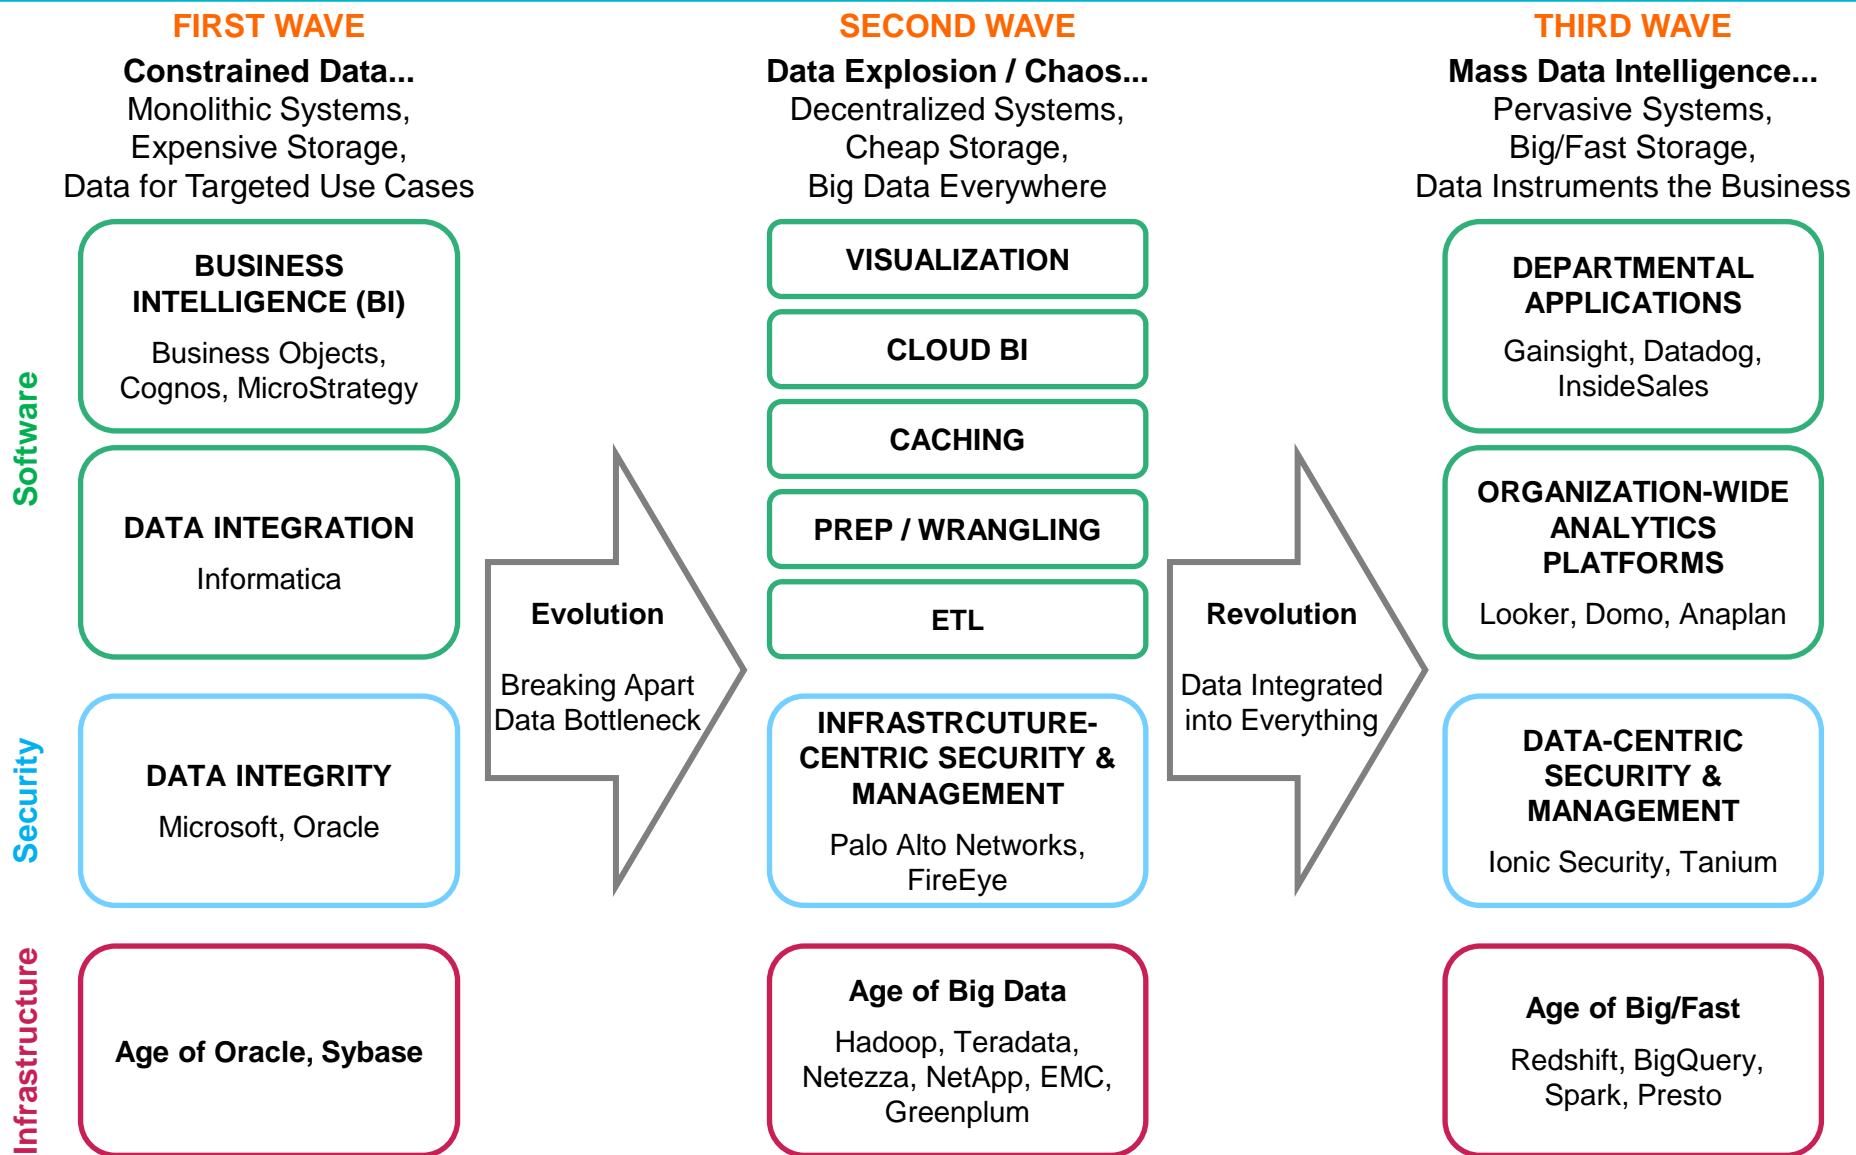 FIRST WAVE
Constrained Data...
Monolithic Systems,
Expensive Storage,
Data for Targeted Use Cases
SECOND WAVE
Data Explosion / Chaos...
Decentralized Systems,
Cheap Storage,
Big Data Everywhere
THIRD WAVE
Mass Data Intelligence...
Pervasive Systems,
Big/Fast Storage,
Data Instruments the Business
Software
BUSINESS
INTELLIGENCE (BI)
Business Objects,
Cognos, MicroStrategy
DATA INTEGRATION
Informatica
Evolution
Breaking Apart
Data Bottleneck
VISUALIZATION
CLOUD BI
CACHING
PREP / WRANGLING
ETL
Revolution
Data Integrated
into Everything
DEPARTMENTAL
APPLICATIONS
Gainsight, Datadog,
InsideSales
ORGANIZATION-WIDE
ANALYTICS
PLATFORMS
Looker, Domo, Anaplan
Security
DATA INTEGRITY
Microsoft, Oracle
INFRASTRCUTURE-
CENTRIC SECURITY &
MANAGEMENT
Palo Alto Networks,
FireEye
DATA-CENTRIC
SECURITY &
MANAGEMENT
Ionic Security, Tanium
Infrastructure
Age of Oracle, Sybase
Age of Big Data
Hadoop, Teradata,
Netezza, NetApp, EMC,
Greenplum
Age of Big/Fast
Redshift, BigQuery,
Spark, Presto